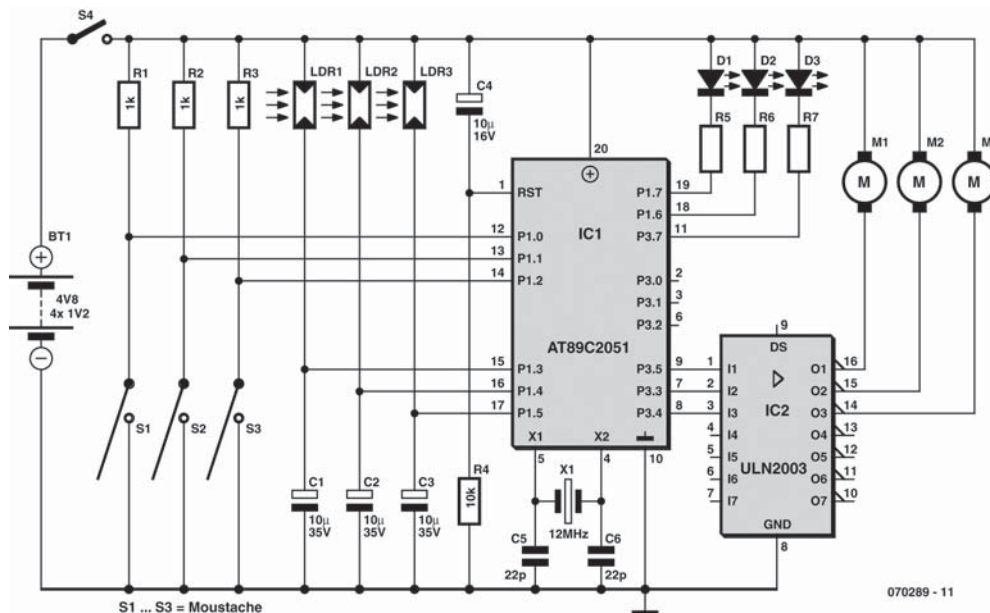 S4
R1
1k
R2
1k
R3
1k
LDR1
LDR2
LDR3
C4
10µ
16V
D1
D2
D3
R5
R6
R7
M1
M
M2
M
M
M
BT1
4V8
4x 1V2
S1
S2
S3
20
1
RST
12
P1.0
13
P1.1
14
P1.2
15
P1.3
16
P1.4
17
P1.5
IC1
AT89C2051
P1.7
19
P1.6
18
P3.7
11
P3.0
2
P3.1
3
P3.2
6
P3.5
9
P3.3
7
P3.4
8
X1
X2
5
4
10
C1
10µ
35V
C2
10µ
35V
C3
10µ
35V
R4
10k
X1
12MHz
C5
22p
C6
22p
9
DS
IC2
ULN2003
1
I1
2
I2
3
I3
4
I4
5
I5
6
I6
7
I7
O1
16
O2
15
O3
14
O4
13
O5
12
O6
11
O7
10
GND
8
S1 ... S3 = Moustache
070289 - 11